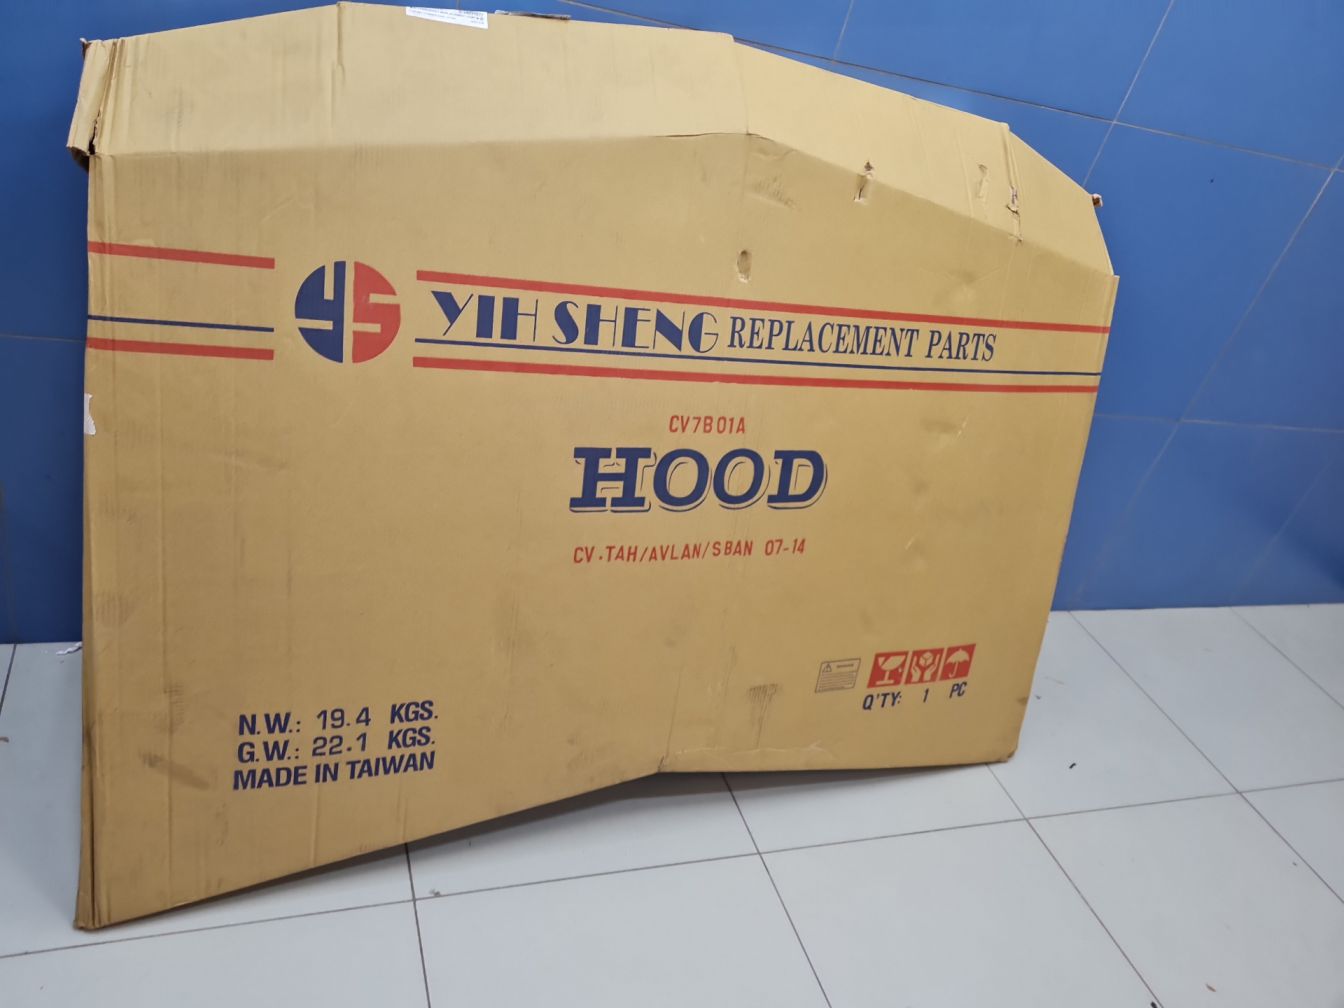 YS YIH SHENG REPLACEMENT PARTS
CV7B01A
HOOD
CV.TAH/AVLAN/SBAN 07-14
N.W.: 19.4 KGS.
G.W.: 22.1 KGS.
MADE IN TAIWAN
Q'TY: 1 PC